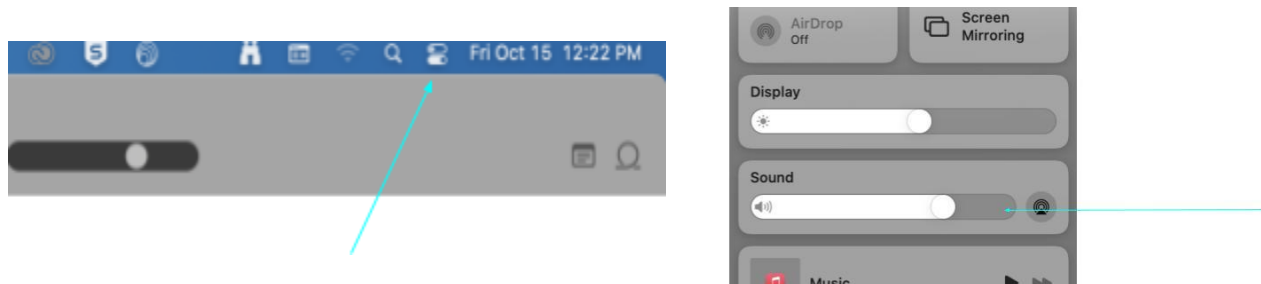 Fri Oct 15 12:22 PM
AirDrop
Off
Screen
Mirroring
Display
Sound
Music